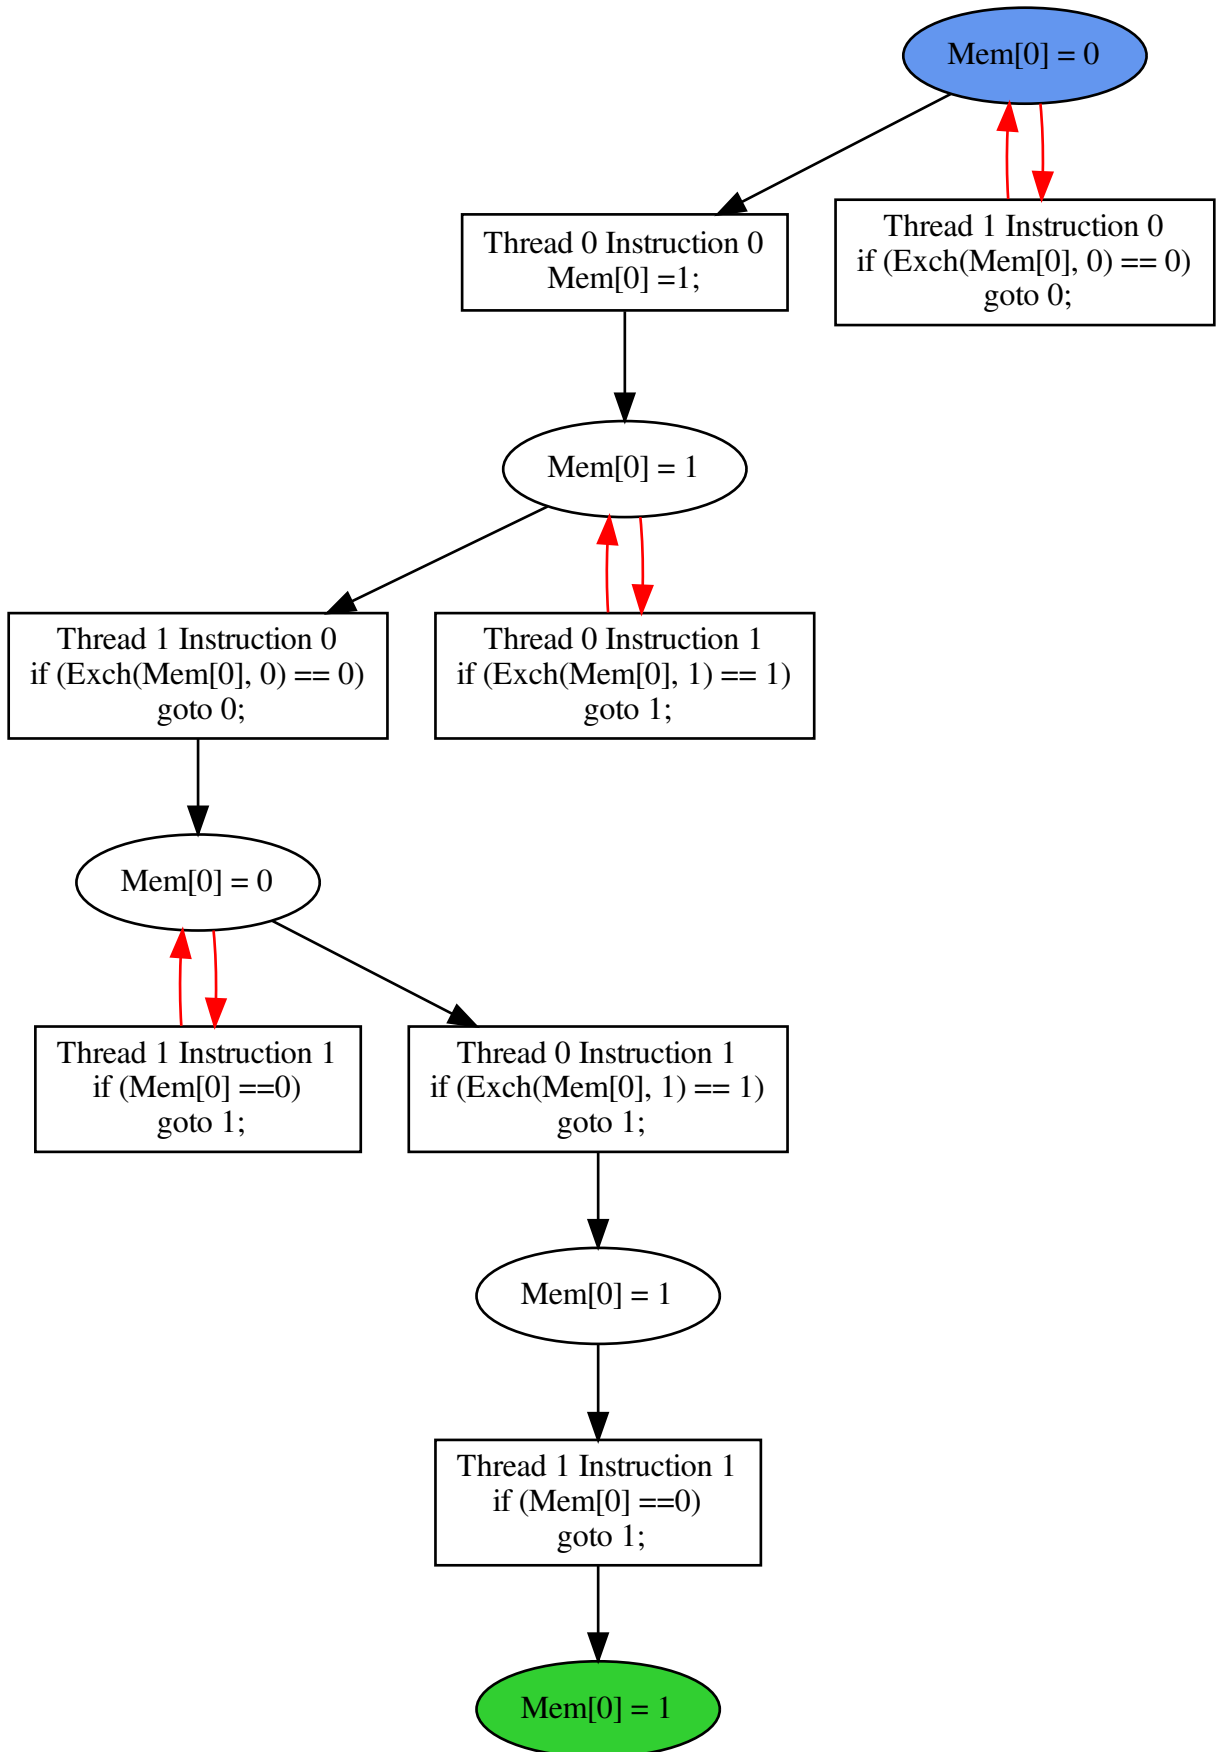 Mem[0] = 0
Thread 0 Instruction 0
Mem[0] =1;
Thread 1 Instruction 0
if (Exch(Mem[0], 0) == 0)
goto 0;
Mem[0] = 1
Thread 1 Instruction 0
if (Exch(Mem[0], 0) == 0)
goto 0;
Thread 0 Instruction 1
if (Exch(Mem[0], 1) == 1)
goto 1;
Mem[0] = 0
Thread 1 Instruction 1
if (Mem[0] ==0)
goto 1;
Thread 0 Instruction 1
if (Exch(Mem[0], 1) == 1)
goto 1;
Mem[0] = 1
Thread 1 Instruction 1
if (Mem[0] ==0)
goto 1;
Mem[0] = 1